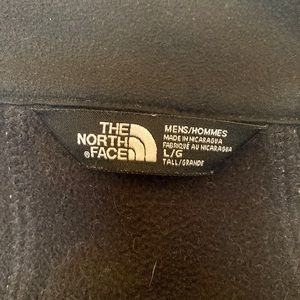 THE
NORTH
FACE
MENS/HOMMES
MADE IN NICARAGUA
FABRIQUÉ AU NICARAGUA
L/G
TALL/GRANDE